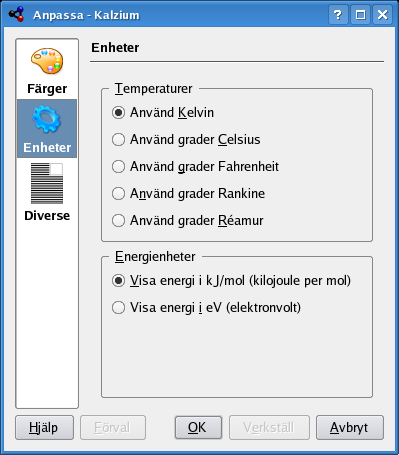 Anpassa - Kalzium
Färger
Enheter
Diverse
Enheter
Temperaturer
Använd Kelvin
Använd grader Celsius
Använd grader Fahrenheit
Använd grader Rankine
Använd grader Réamur
Energienheter
Visa energi i kJ/mol (kilojoule per mol)
Visa energi i eV (elektronvolt)
Hjälp Förval OK Verkställ Avbryt